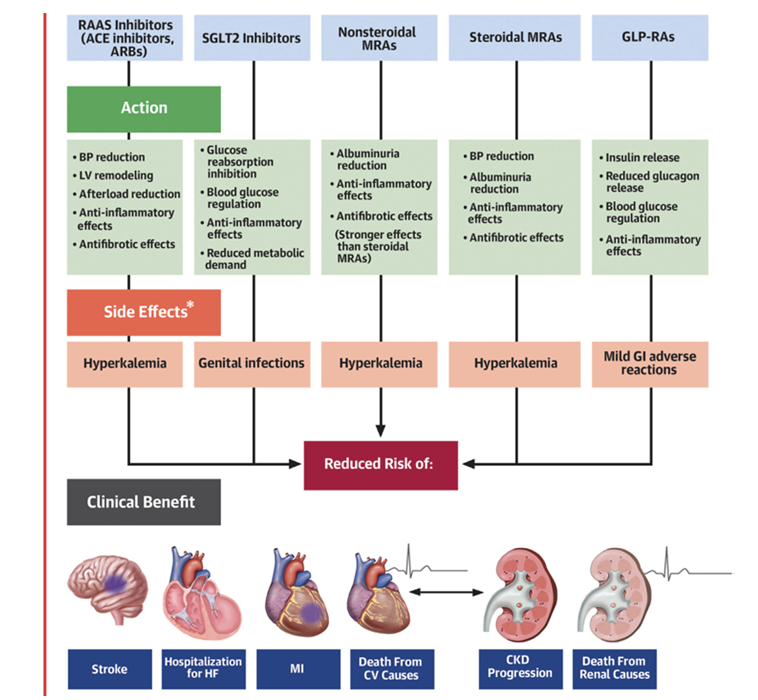 RAAS Inhibitors
(ACE inhibitors,
ARBs)
SGLT2 Inhibitors
Nonsteroidal
MRAs
Steroidal MRAs
GLP-RAs
Action
• BP reduction
• LV remodeling
• Afterload reduction
• Anti-inflammatory
effects
• Antifibrotic effects
• Glucose
reabsorption
inhibition
• Blood glucose
regulation
• Anti-inflammatory
effects
• Reduced metabolic
demand
• Albuminuria
reduction
• Anti-inflammatory
effects
• Antifibrotic effects
(Stronger effects
than steroidal
MRAs)
• BP reduction
• Albuminuria
reduction
• Anti-inflammatory
effects
• Antifibrotic effects
• Insulin release
• Reduced glucagon
release
• Blood glucose
regulation
• Anti-inflammatory
effects
Side Effects*
Hyperkalemia
Genital infections
Hyperkalemia
Hyperkalemia
Mild GI adverse
reactions
Reduced Risk of:
Clinical Benefit
Stroke
Hospitalization
for HF
MI
Death From
CV Causes
CKD
Progression
Death From
Renal Causes